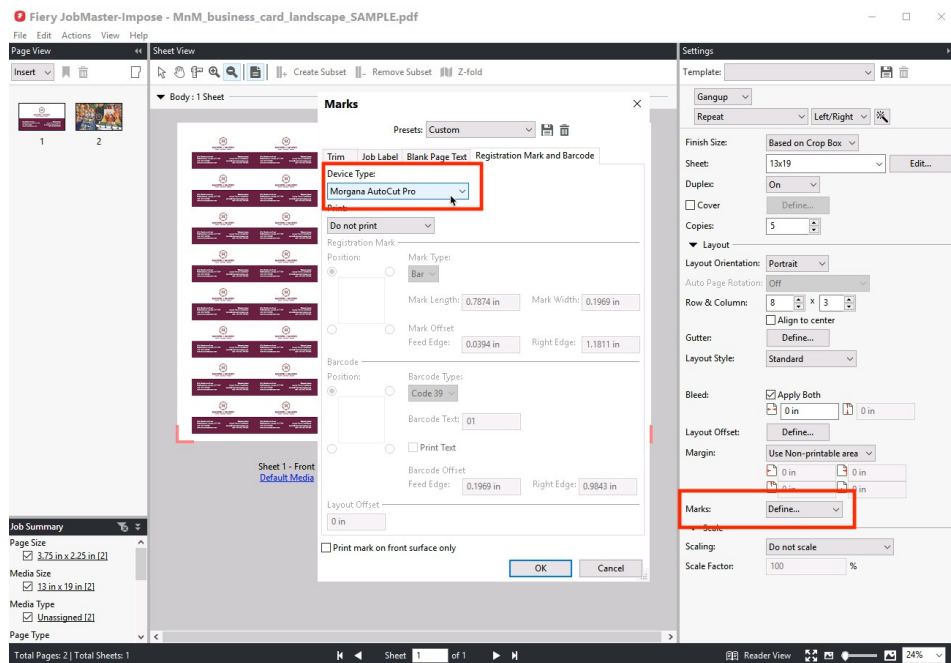 Fiery JobMaster-Impose - MnM_business_card_landscape_SAMPLE.pdf
File Edit Actions View Help
Page View
Sheet View
Settings
Insert
Create Subset
Remove Subset
Z-fold
Template:
Body : 1 Sheet
Gangup
Repeat
Left/Right
1
2
Marks
Presets: Custom
Trim
Job Label
Blank Page Text
Registration Mark and Barcode
Device Type:
Morgana AutoCut Pro
Print:
Do not print
Registration Mark
Position:
Mark Type:
Bar
Mark Length: 0.7874 in
Mark Width: 0.1969 in
Mark Offset
Feed Edge: 0.0394 in
Right Edge: 1.1811 in
Barcode
Position:
Barcode Type:
Code 39
Barcode Text: 01
Print Text
Barcode Offset
Feed Edge: 0.1969 in
Right Edge: 0.9843 in
Layout Offset
0 in
Print mark on front surface only
OK
Cancel
Sheet 1 - Front
Default Media
Finish Size: Based on Crop Box
Sheet: 13x19 Edit...
Duplex: On
Cover Define...
Copies: 5
Layout
Layout Orientation: Portrait
Auto Page Rotation: Off
Row & Column: 8 x 3
Align to center
Gutter: Define...
Layout Style: Standard
Bleed: Apply Both
0 in 0 in
Layout Offset: Define...
Margin: Use Non-printable area
0 in 0 in
0 in 0 in
Marks: Define...
Scale
Scaling: Do not scale
Scale Factor: 100 %
Job Summary
Page Size
3.75 in x 2.25 in [2]
Media Size
13 in x 19 in [2]
Media Type
Unassigned [2]
Page Type
Total Pages: 2 | Total Sheets: 1
Sheet 1 of 1
Reader View
24%